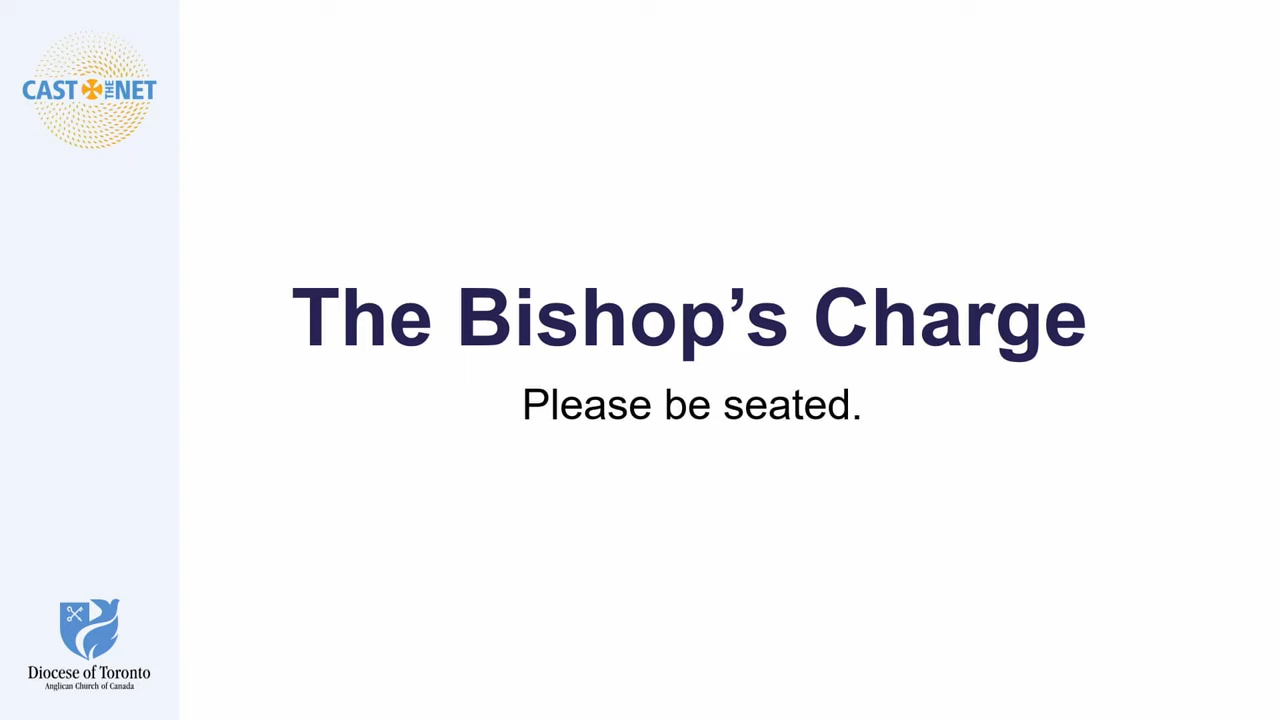 CAST THE NET
The Bishop’s Charge
Please be seated.
Diocese of Toronto
Anglican Church of Canada